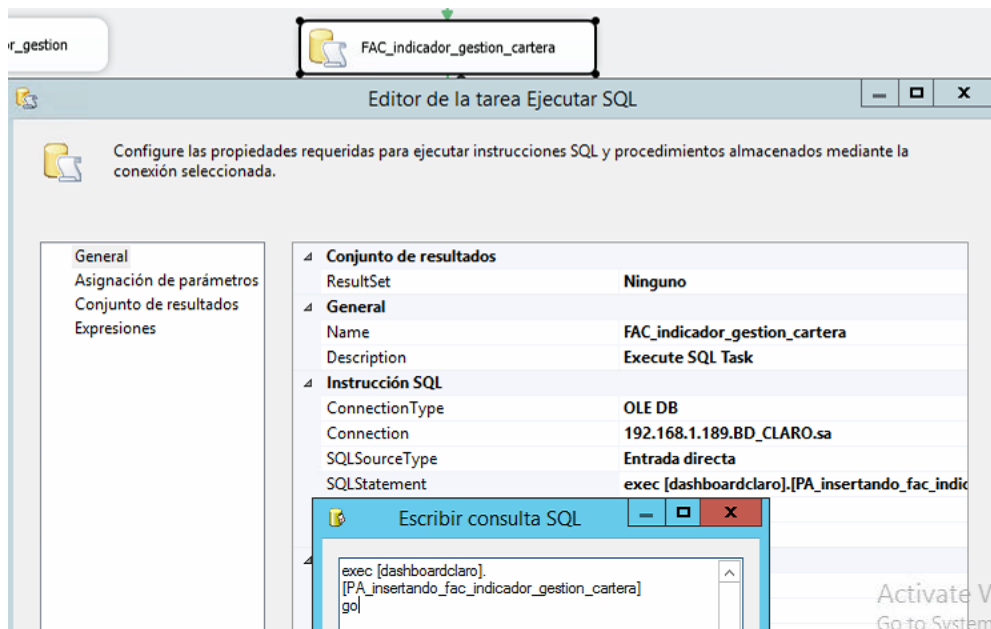 r_gestion
FAC_indicador_gestion_cartera
Editor de la tarea Ejecutar SQL
Configure las propiedades requeridas para ejecutar instrucciones SQL y procedimientos almacenados mediante la
conexión seleccionada.
General
Asignación de parámetros
Conjunto de resultados
Expresiones
Conjunto de resultados
ResultSet Ninguno
General
Name FAC_indicador_gestion_cartera
Description Execute SQL Task
Instrucción SQL
ConnectionType OLE DB
Connection 192.168.1.189.BD_CLARO.sa
SQLSourceType Entrada directa
SQLStatement exec [dashboardclaro].[PA_insertando_fac_indic
Escribir consulta SQL
exec [dashboardclaro].
[PA_insertando_fac_indicador_gestion_cartera]
go
Activate
Go to System